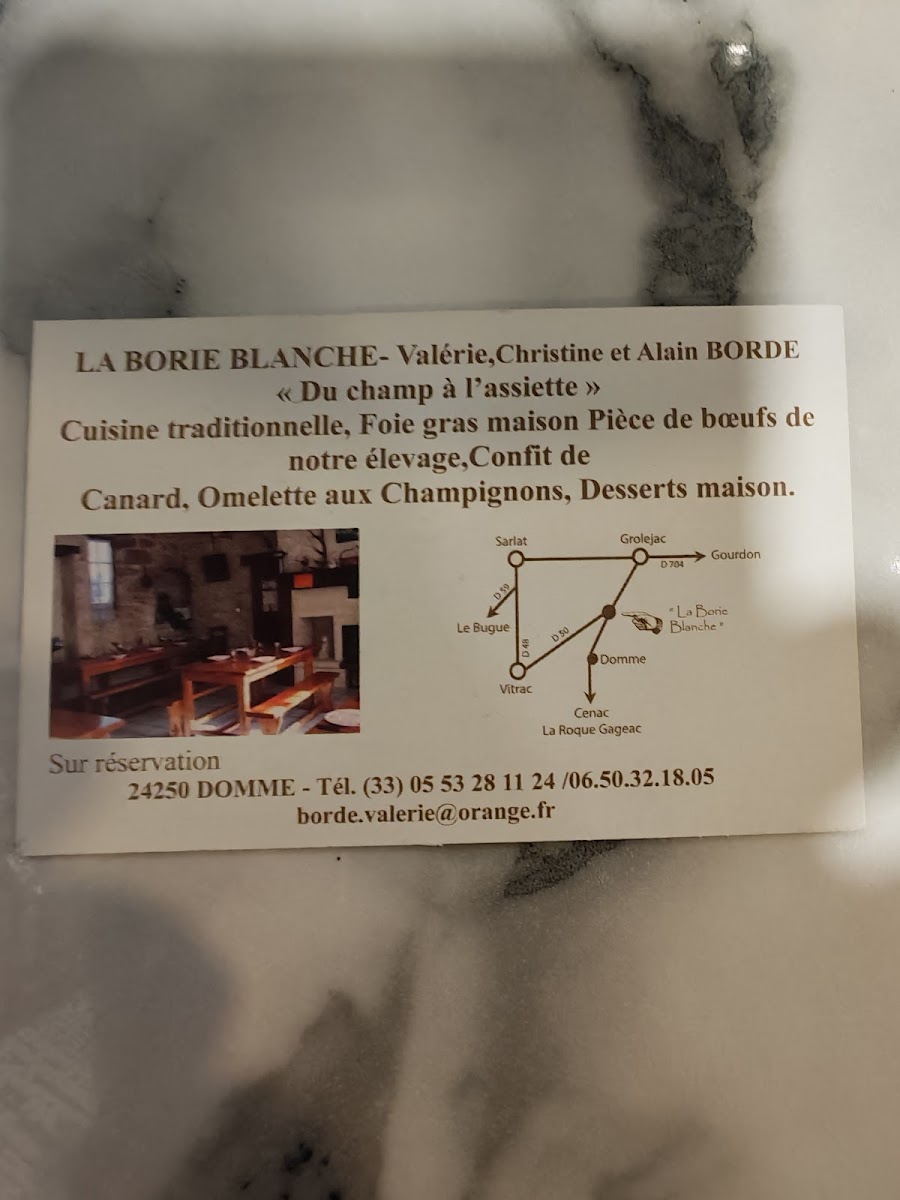 LA BORIE BLANCHE- Valérie,Christine et Alain BORDE
« Du champ à l'assiette »
Cuisine traditionnelle, Foie gras maison Pièce de bœufs de
notre élevage,Confit de
Canard, Omelette aux Champignons, Desserts maison.
Sarlat
Grolejac
Gourdon
D 704
D 59
Le Bugue
"La Borie
Blanche"
D 48
D 50
Domme
Vitrac
Cenac
La Roque Gageac
Sur réservation
24250 DOMME - Tél. (33) 05 53 28 11 24 /06.50.32.18.05
borde.valerie@orange.fr